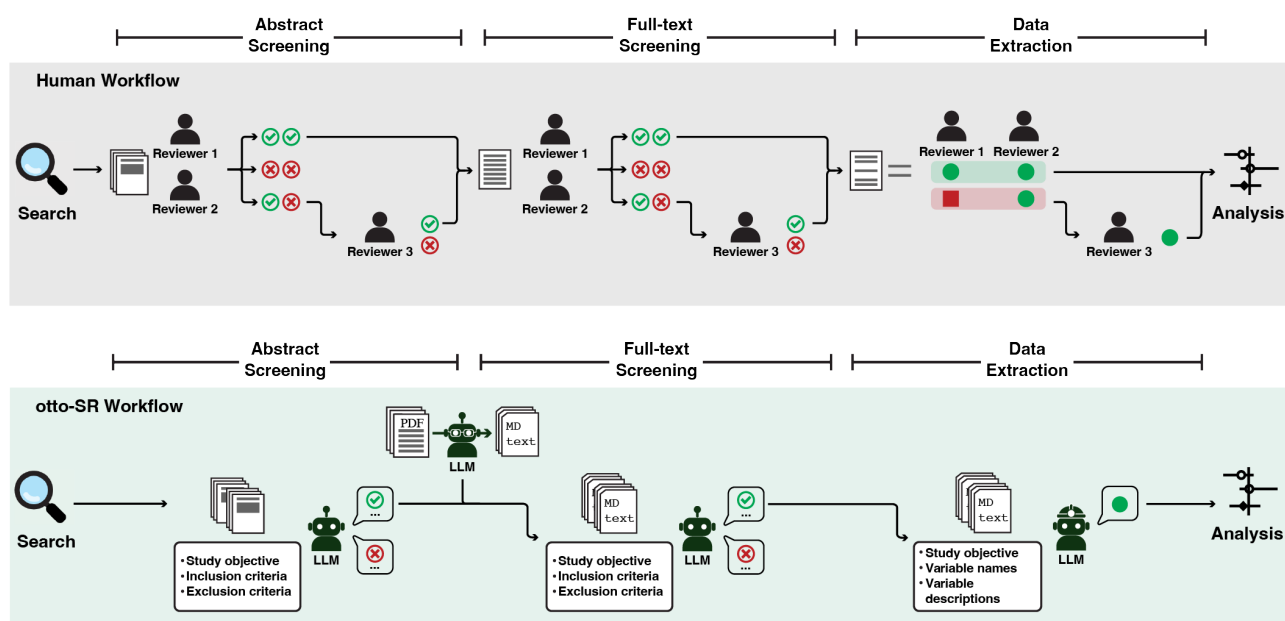 Abstract
Screening
Full-text
Screening
Data
Extraction
Human Workflow
Search
Reviewer 1
Reviewer 2
Reviewer 3
Reviewer 1
Reviewer 2
Reviewer 3
Reviewer 1
Reviewer 2
Reviewer 3
Analysis
Abstract
Screening
Full-text
Screening
Data
Extraction
otto-SR Workflow
PDF
LLM
MD
text
Search
LLM
...
...
• Study objective
• Inclusion criteria
• Exclusion criteria
MD
text
LLM
...
...
• Study objective
• Inclusion criteria
• Exclusion criteria
MD
text
LLM
• Study objective
• Variable names
• Variable
descriptions
Analysis